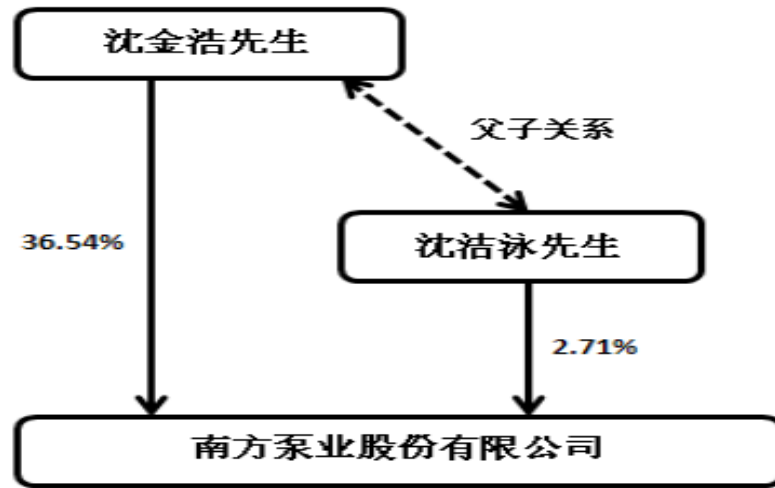 沈金浩先生
父子关系
36.54%
沈洁泳先生
2.71%
南方泵业股份有限公司